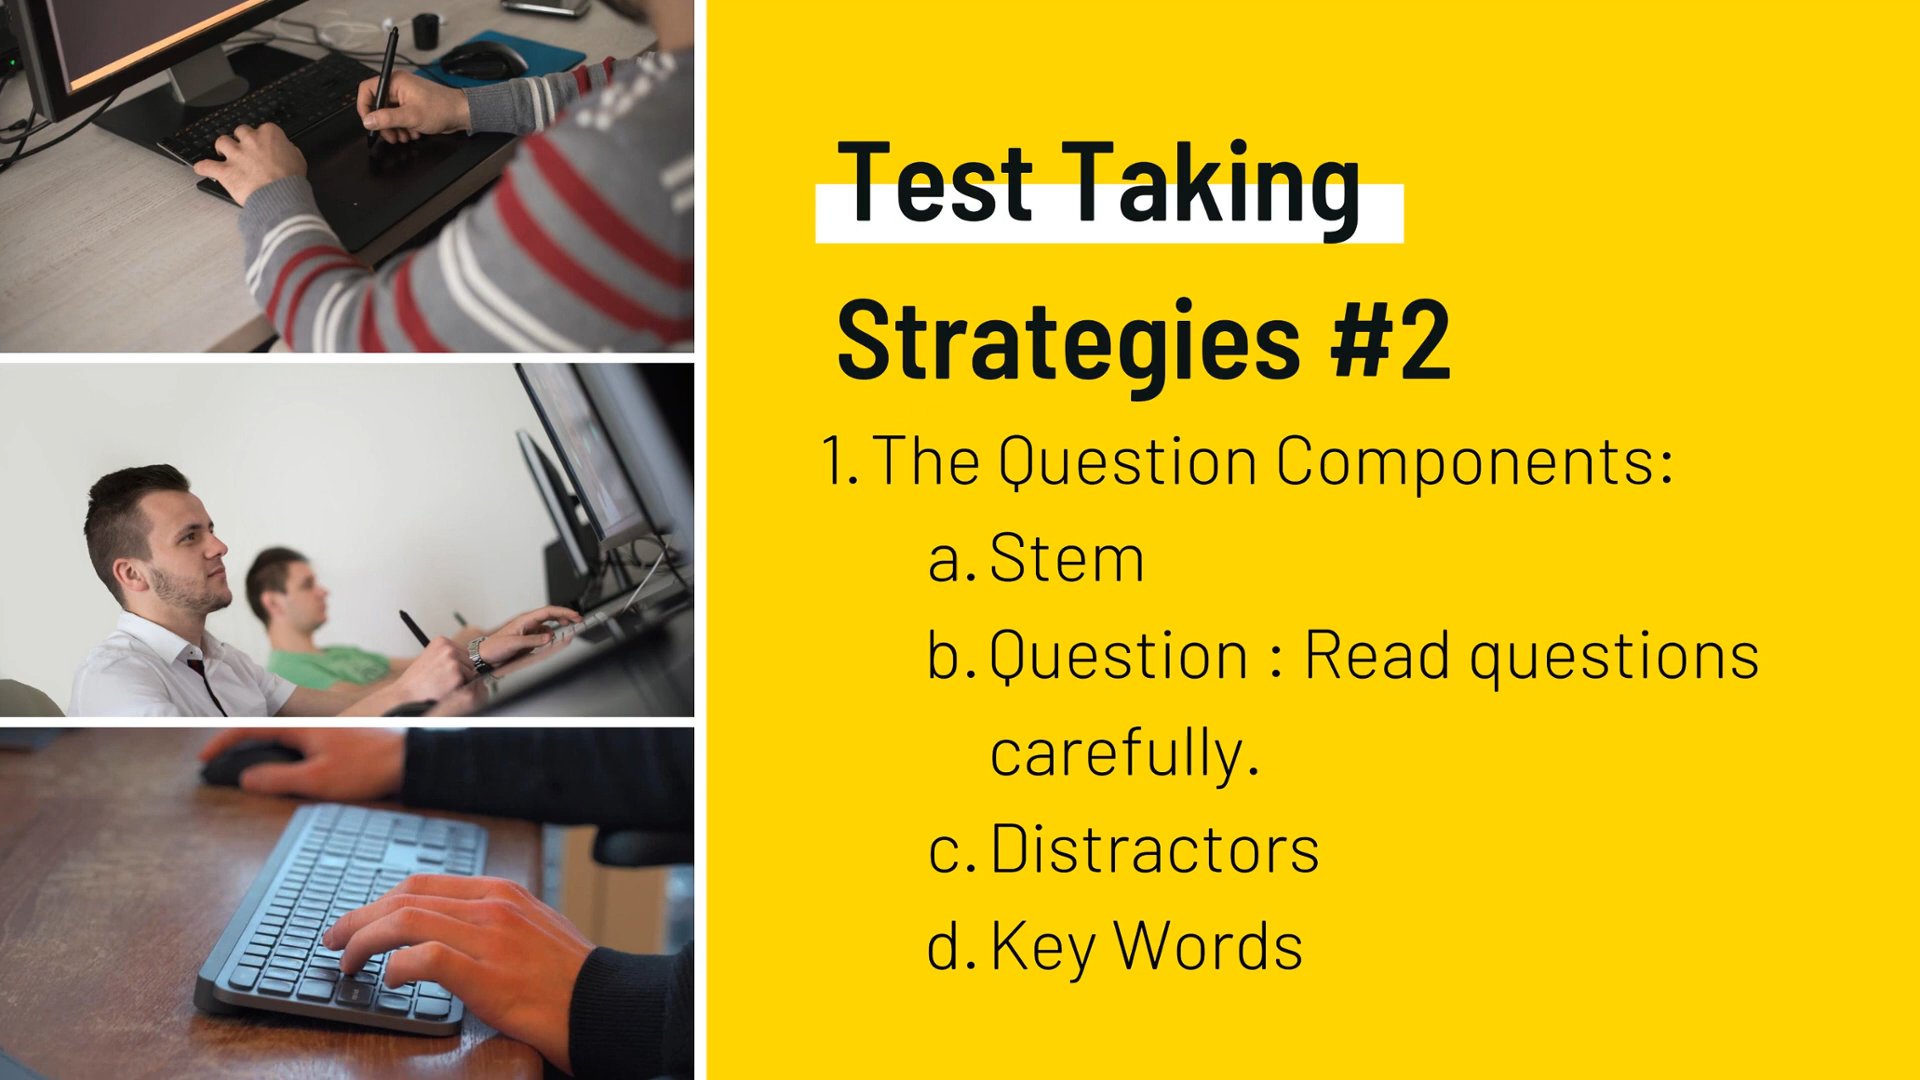 Test Taking
Strategies #2
1. The Question Components:
a. Stem
b. Question : Read questions
carefully.
c. Distractors
d. Key Words